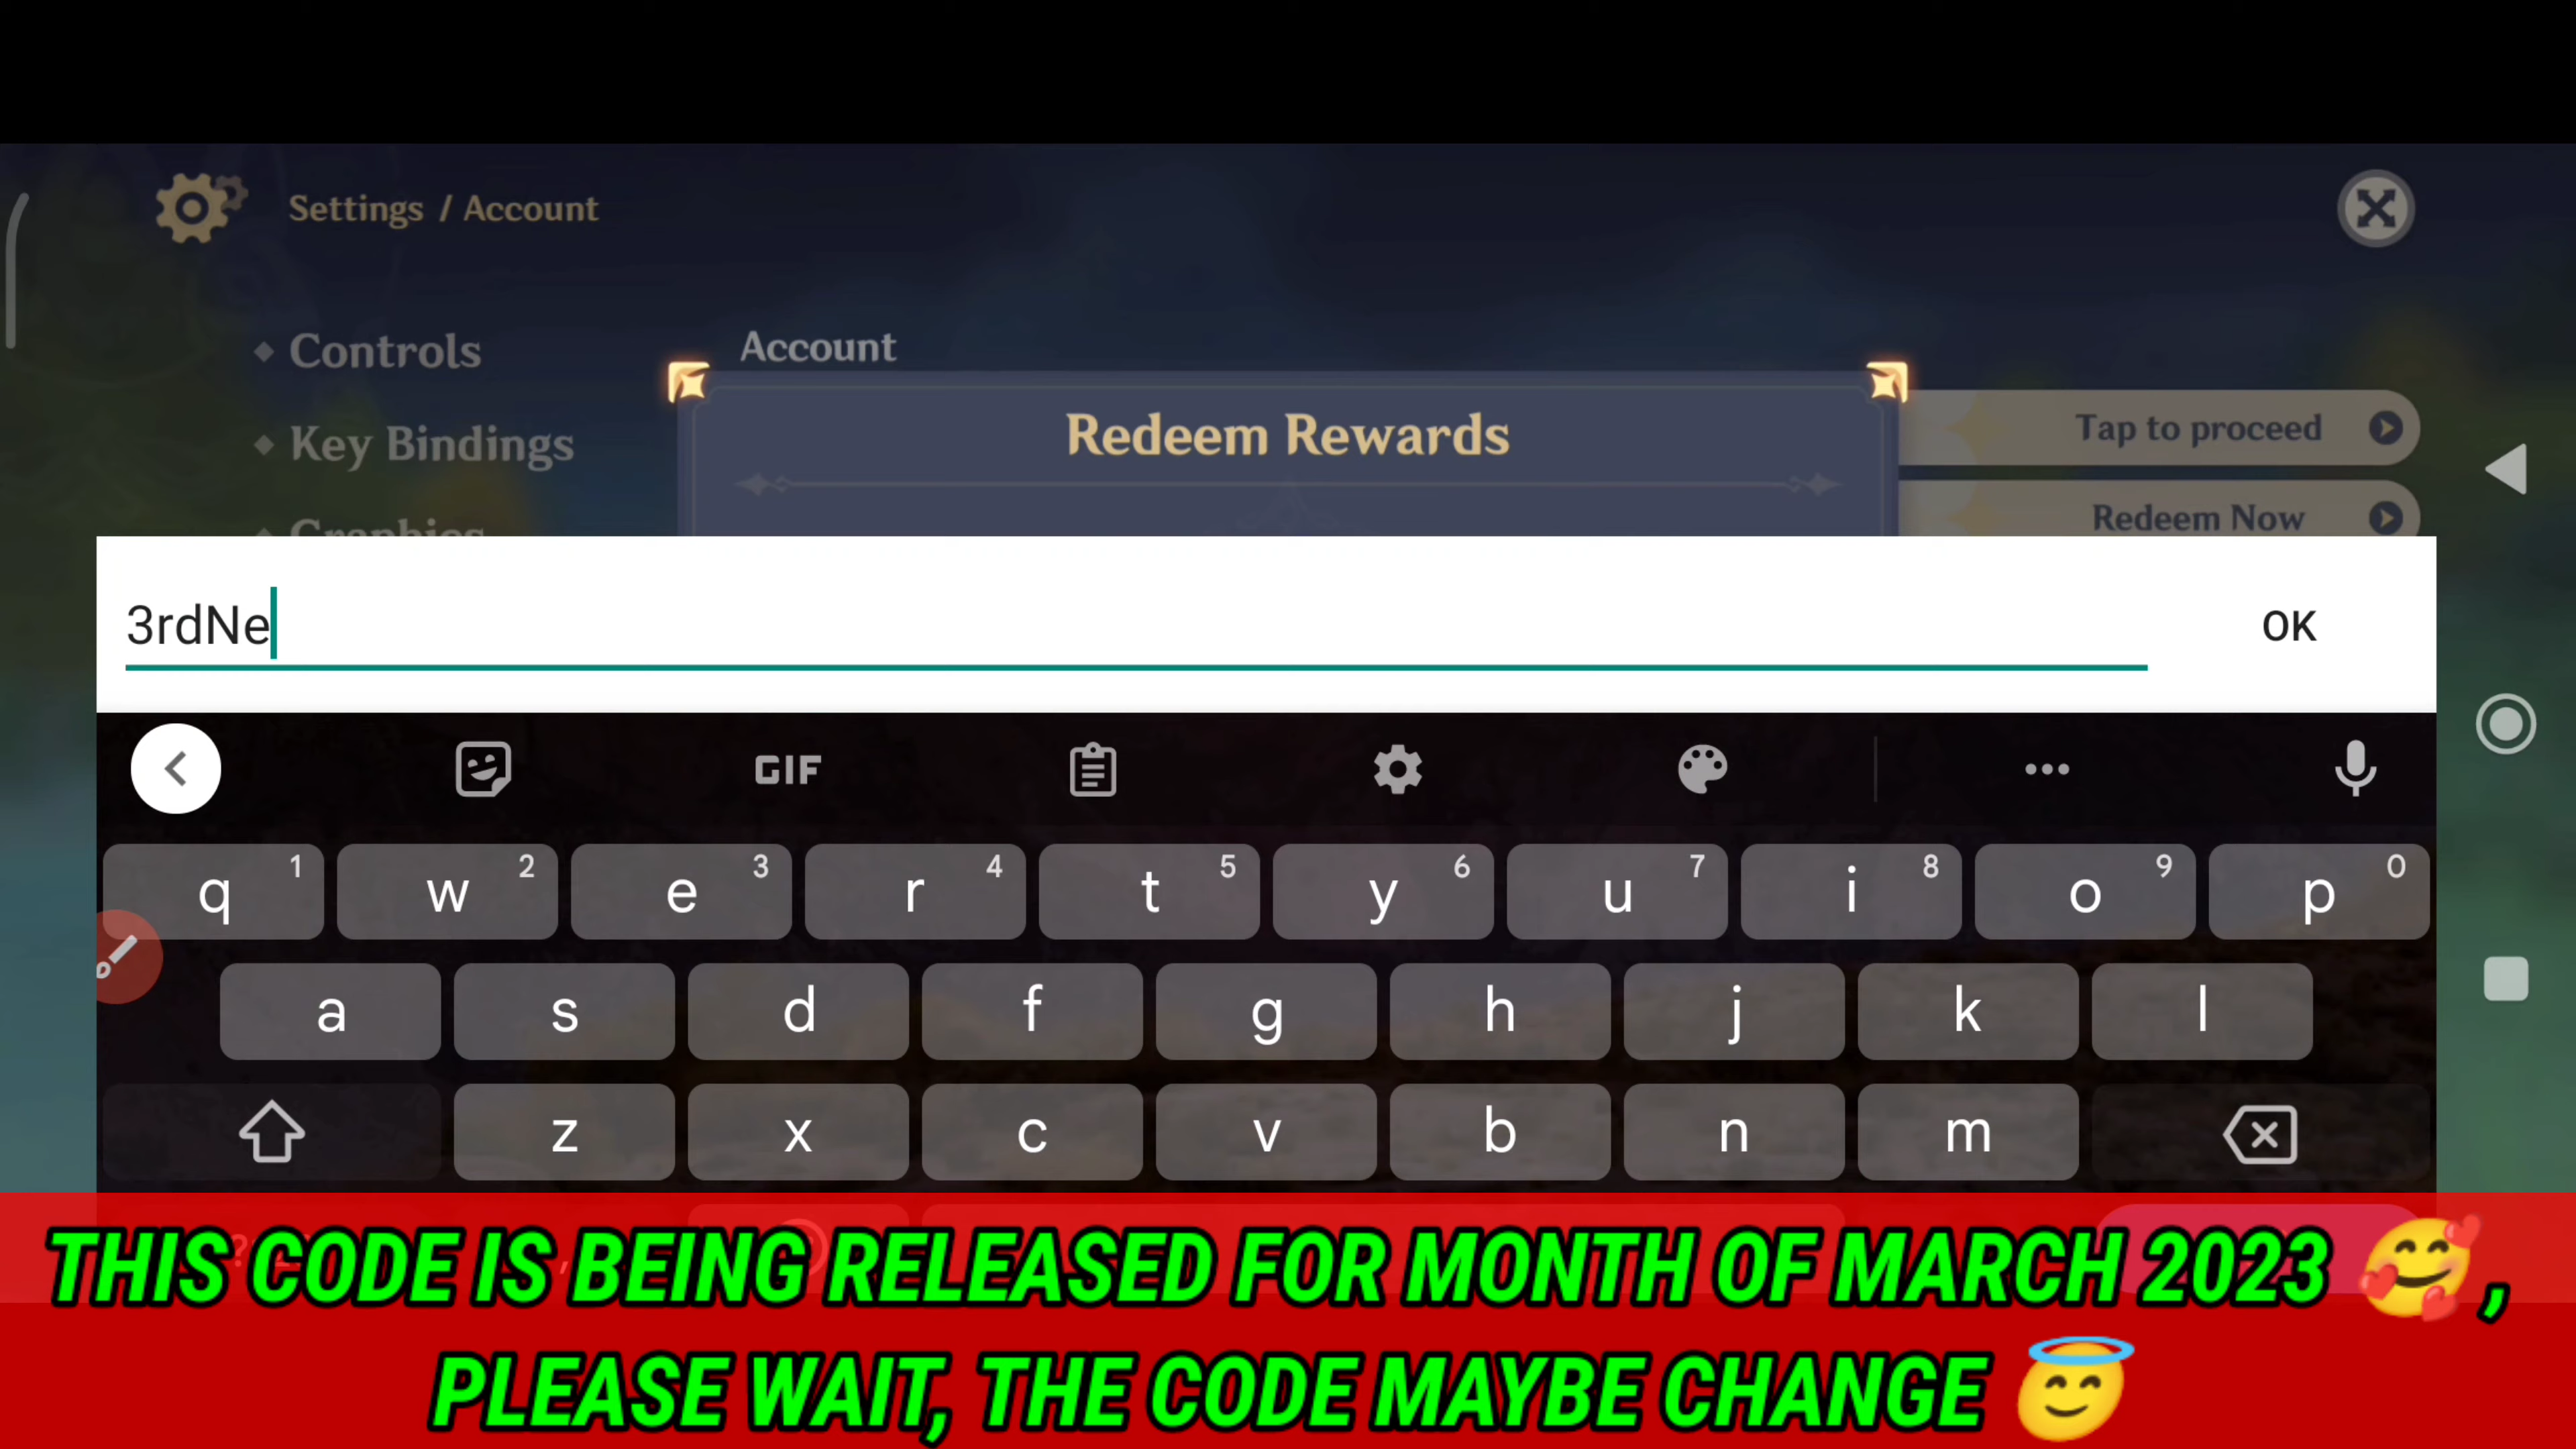 Settings / Account
Controls
Account
Key Bindings
Redeem Rewards
Tap to proceed
Graphics
Redeem Now
3rdNe
OK
GIF
q 1 w 2 e 3 r 4 t 5 y 6 u 7 i 8 o 9 p 0
a s d f g h j k l
z x c v b n m
THIS CODE IS BEING RELEASED FOR MONTH OF MARCH 2023 🥰,
PLEASE WAIT, THE CODE MAYBE CHANGE 😇